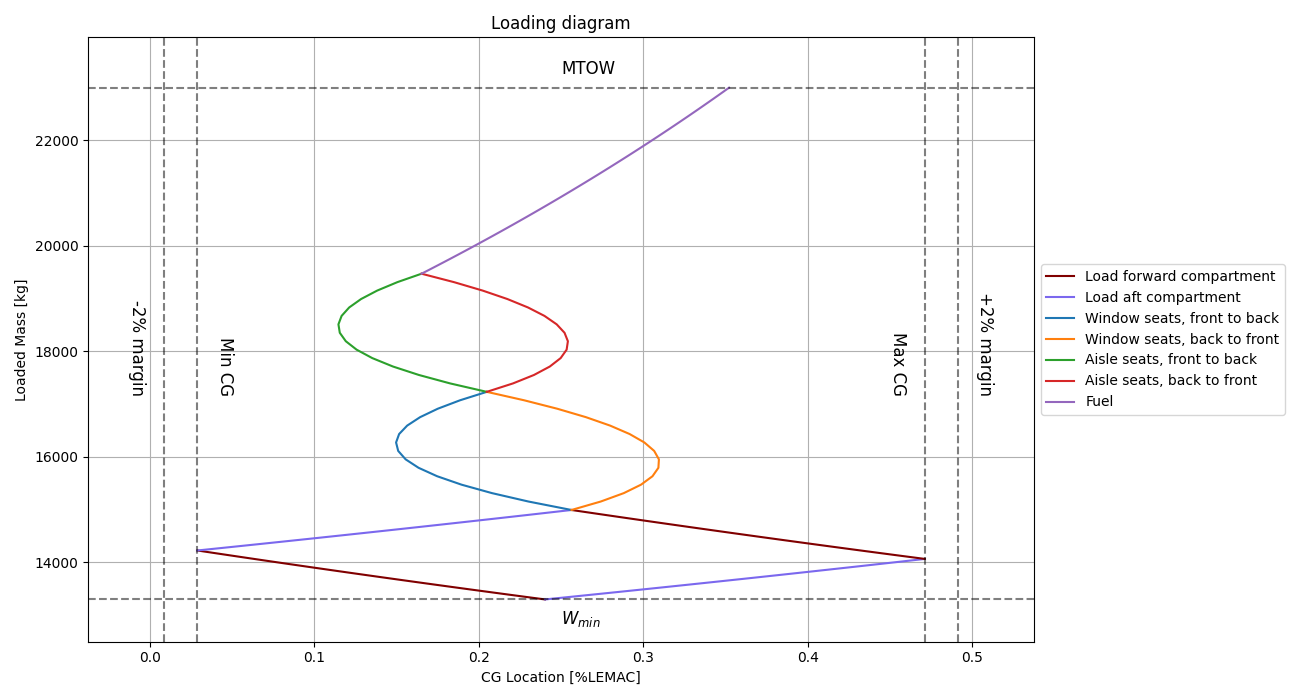 Loading diagram
MTOW
22000
20000
18000
16000
14000
Loaded Mass [kg]
-2% margin
Min CG
Max CG
+2% margin
W_min
0.0 0.1 0.2 0.3 0.4 0.5
CG Location [%LEMAC]
Load forward compartment
Load aft compartment
Window seats, front to back
Window seats, back to front
Aisle seats, front to back
Aisle seats, back to front
Fuel